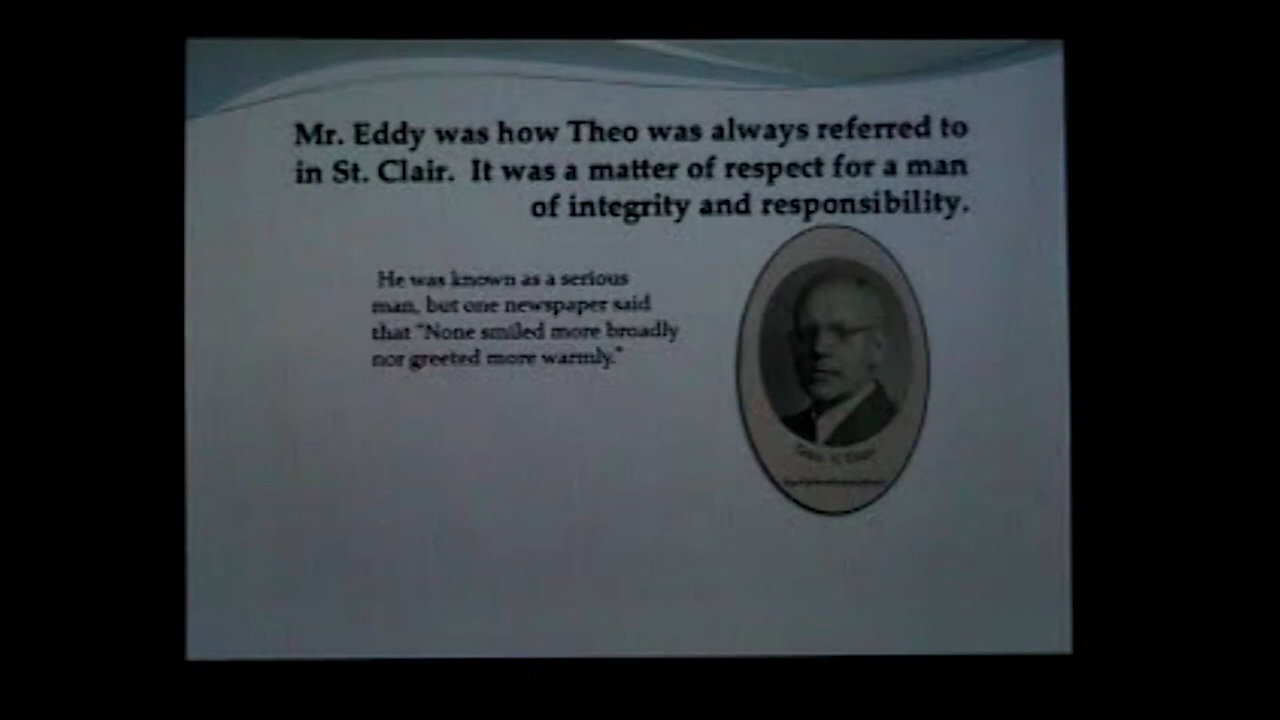 Mr. Eddy was how Theo was always referred to
in St. Clair. It was a matter of respect for a man
of integrity and responsibility.
He was known as a serious
man, but one newspaper said
that "None smiled more broadly
nor greeted more warmly."